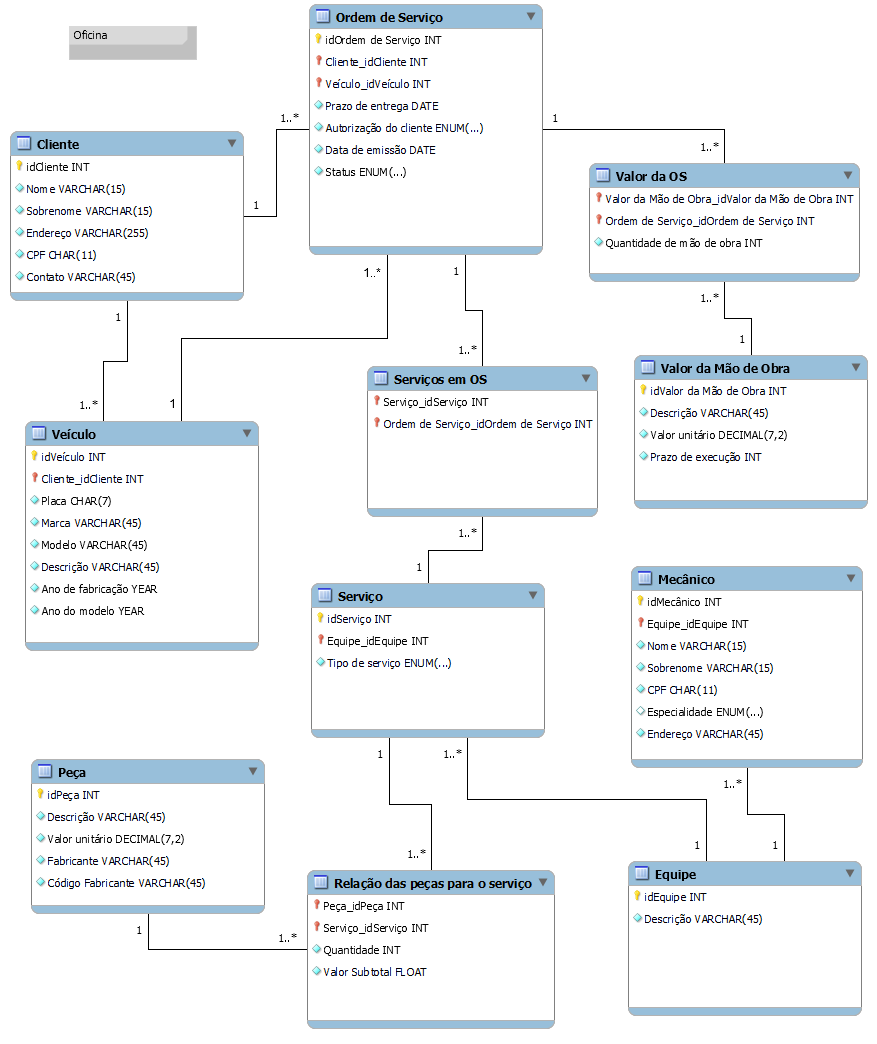 Oficina
Ordem de Serviço
idOrdem de Serviço INT
Cliente_idCliente INT
Veículo_idVeículo INT
Prazo de entrega DATE
Autorização do cliente ENUM(...)
Data de emissão DATE
Status ENUM(...)
1..*
1
1
1..*
Cliente
idCliente INT
Nome VARCHAR(15)
Sobrenome VARCHAR(15)
Endereço VARCHAR(255)
CPF CHAR(11)
Contato VARCHAR(45)
Valor da OS
Valor da Mão de Obra_idValor da Mão de Obra INT
Ordem de Serviço_idOrdem de Serviço INT
Quantidade de mão de obra INT
1..*
1
1..*
1
1..*
1
1..*
1
Valor da Mão de Obra
idValor da Mão de Obra INT
Descrição VARCHAR(45)
Valor unitário DECIMAL(7,2)
Prazo de execução INT
Serviços em OS
Serviço_idServiço INT
Ordem de Serviço_idOrdem de Serviço INT
Veículo
idVeículo INT
Cliente_idCliente INT
Placa CHAR(7)
Marca VARCHAR(45)
Modelo VARCHAR(45)
Descrição VARCHAR(45)
Ano de fabricação YEAR
Ano do modelo YEAR
1..*
1
Serviço
idServiço INT
Equipe_idEquipe INT
Tipo de serviço ENUM(...)
Mecânico
idMecânico INT
Equipe_idEquipe INT
Nome VARCHAR(15)
Sobrenome VARCHAR(15)
CPF CHAR(11)
Especialidade ENUM(...)
Endereço VARCHAR(45)
1
1..*
1..*
1..*
1
1
Peça
idPeça INT
Descrição VARCHAR(45)
Valor unitário DECIMAL(7,2)
Fabricante VARCHAR(45)
Código Fabricante VARCHAR(45)
1
1..*
Relação das peças para o serviço
Peça_idPeça INT
Serviço_idServiço INT
Quantidade INT
Valor Subtotal FLOAT
Equipe
idEquipe INT
Descrição VARCHAR(45)